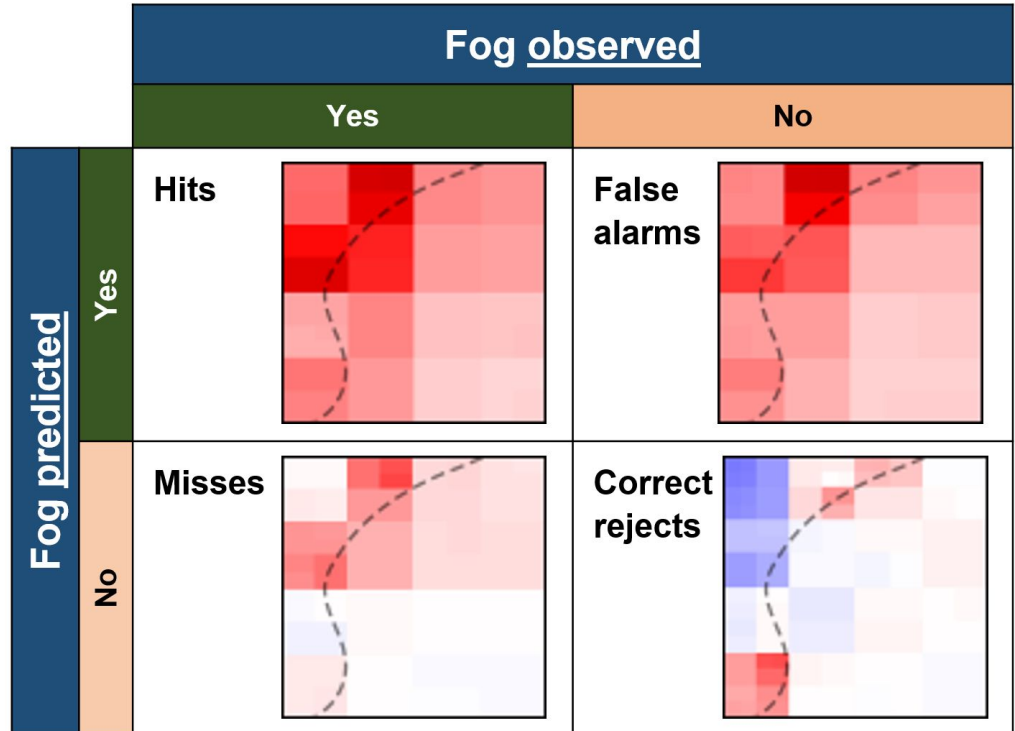 Fog observed
Yes
No
Fog predicted
Yes
Hits
False
alarms
No
Misses
Correct
rejects